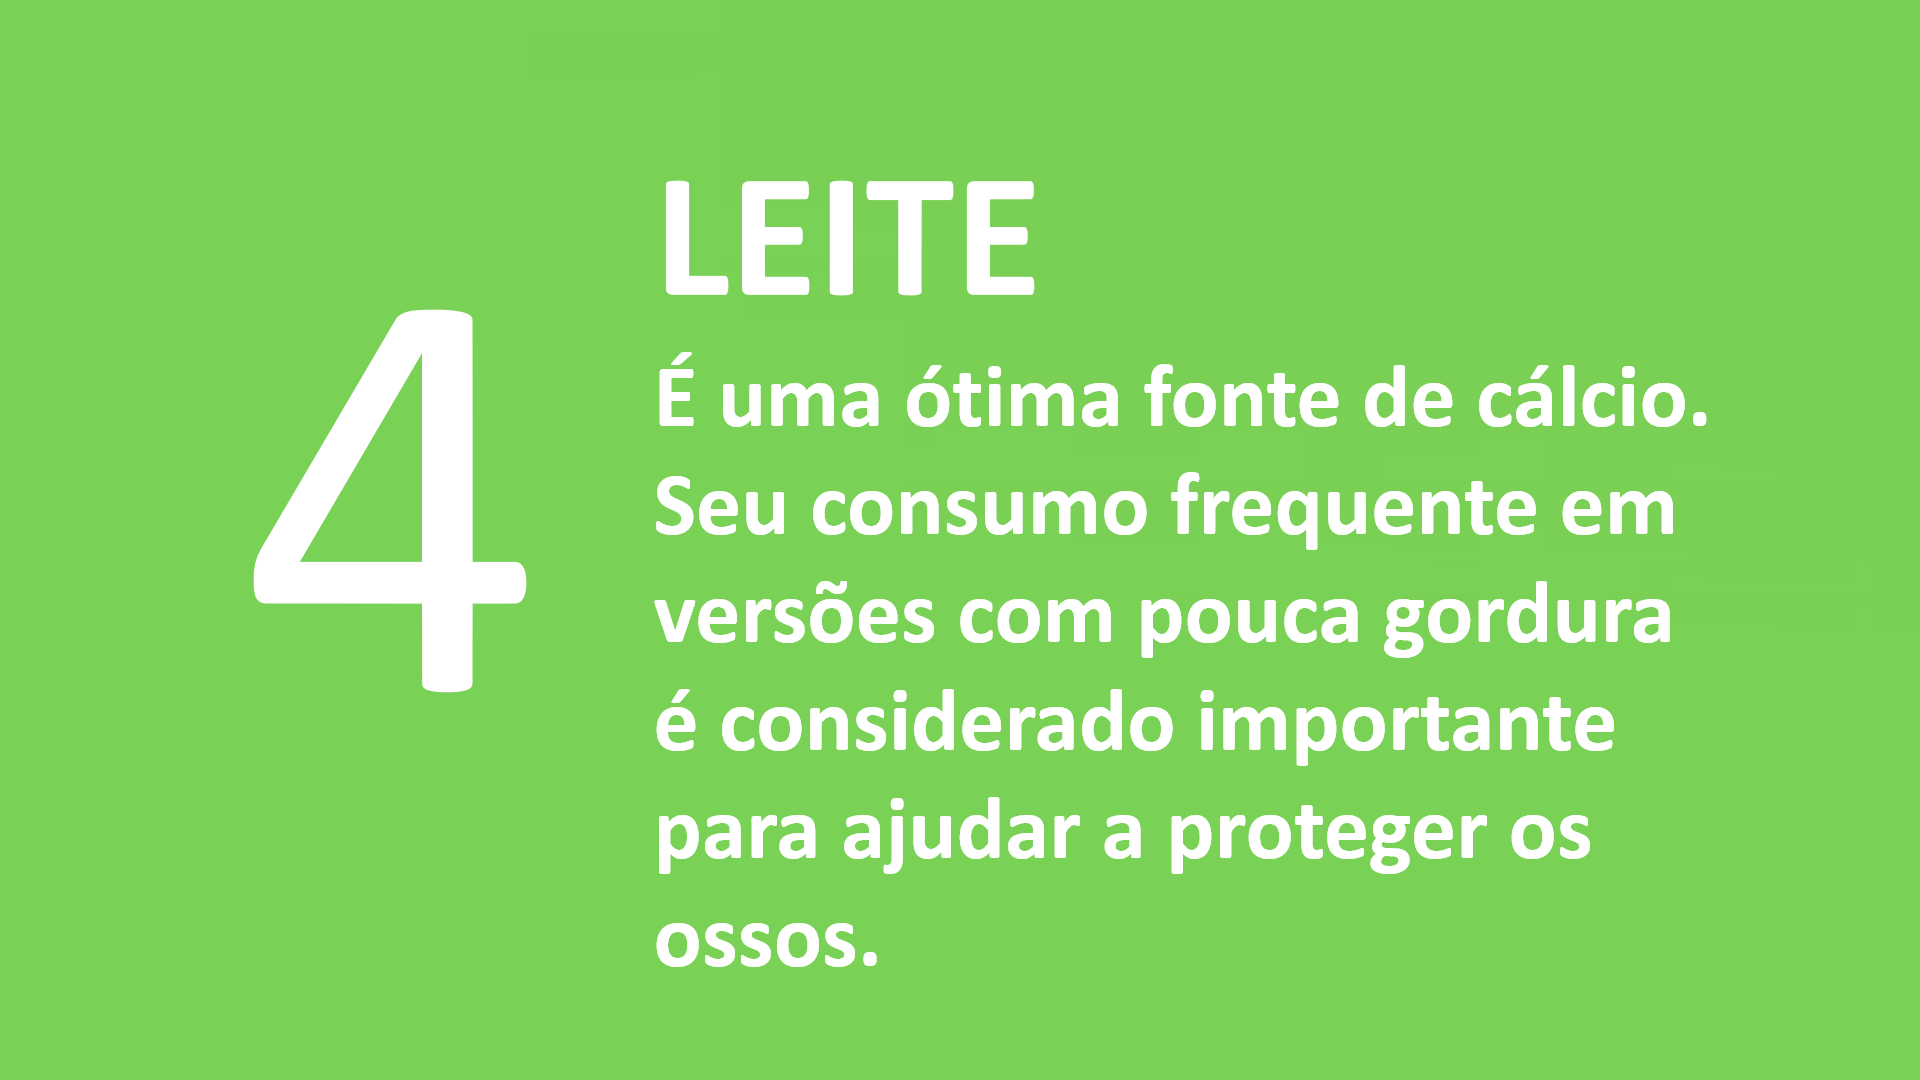 4
LEITE
É uma ótima fonte de cálcio.
Seu consumo frequente em
versões com pouca gordura
é considerado importante
para ajudar a proteger os
ossos.